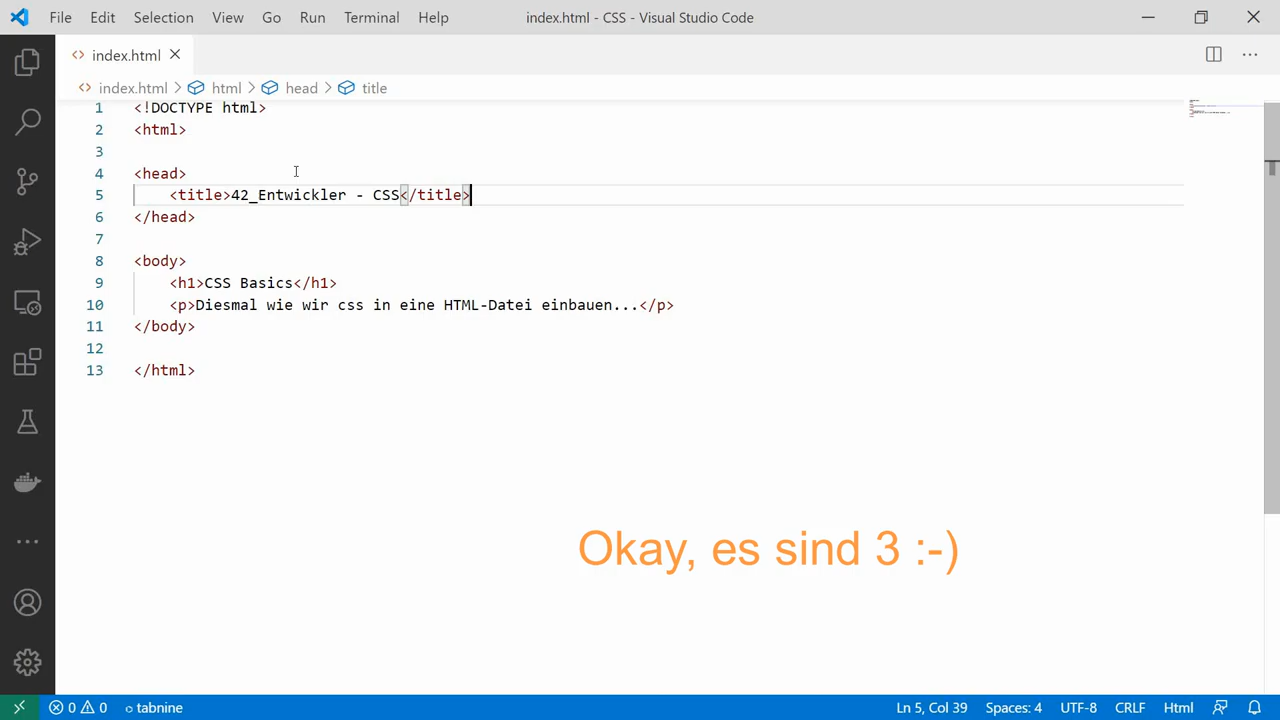 File Edit Selection View Go Run Terminal Help index.html - CSS - Visual Studio Code
index.html
index.html > html > head > title
1 <!DOCTYPE html>
2 <html>
3
4 <head>
5 <title>42_Entwickler - CSS</title>
6 </head>
7
8 <body>
9 <h1>CSS Basics</h1>
10 <p>Diesmal wie wir css in eine HTML-Datei einbauen...</p>
11 </body>
12
13 </html>
Okay, es sind 3 :-)
0 0 tabnine Ln 5, Col 39 Spaces: 4 UTF-8 CRLF Html